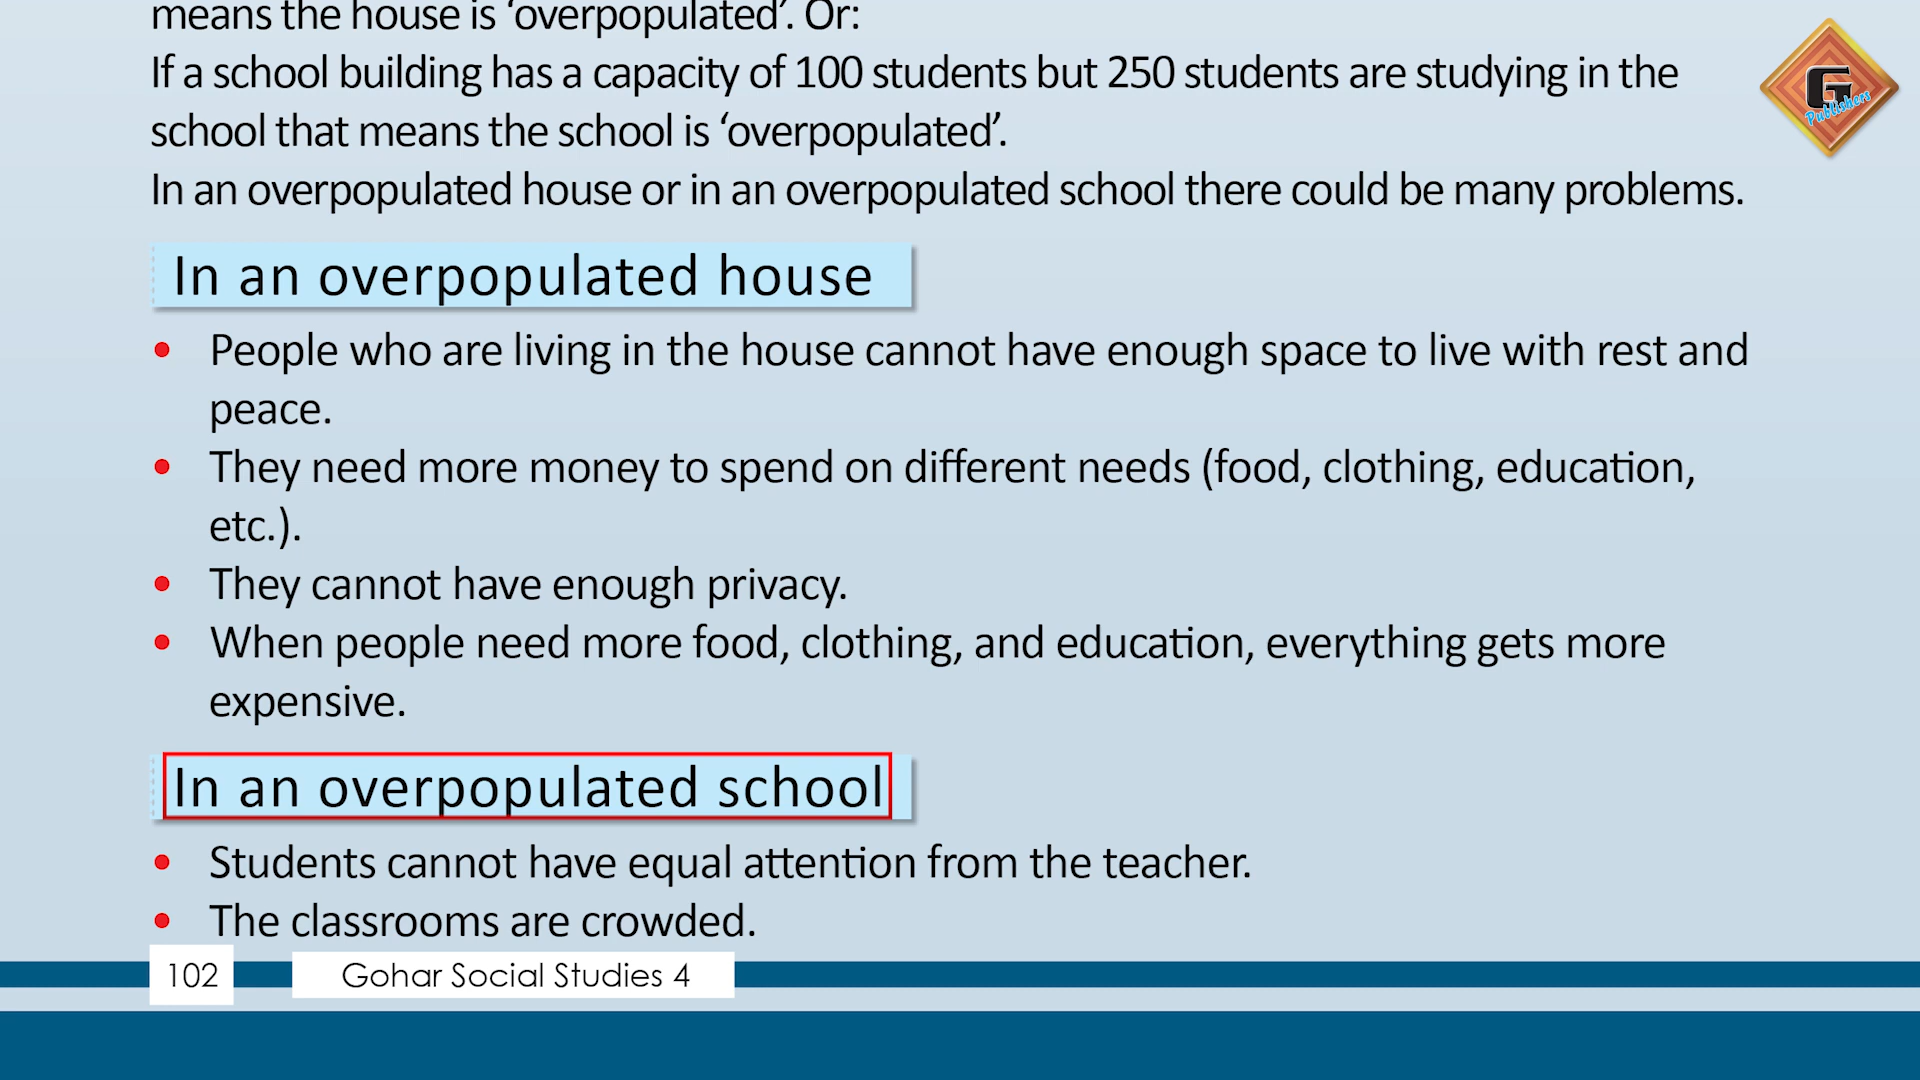 means the house is ‘overpopulated’. Or:
If a school building has a capacity of 100 students but 250 students are studying in the
school that means the school is ‘overpopulated’.
In an overpopulated house or in an overpopulated school there could be many problems.
In an overpopulated house
• People who are living in the house cannot have enough space to live with rest and
peace.
• They need more money to spend on different needs (food, clothing, education,
etc.).
• They cannot have enough privacy.
• When people need more food, clothing, and education, everything gets more
expensive.
In an overpopulated school
• Students cannot have equal attention from the teacher.
• The classrooms are crowded.
102
Gohar Social Studies 4
G
Publishers